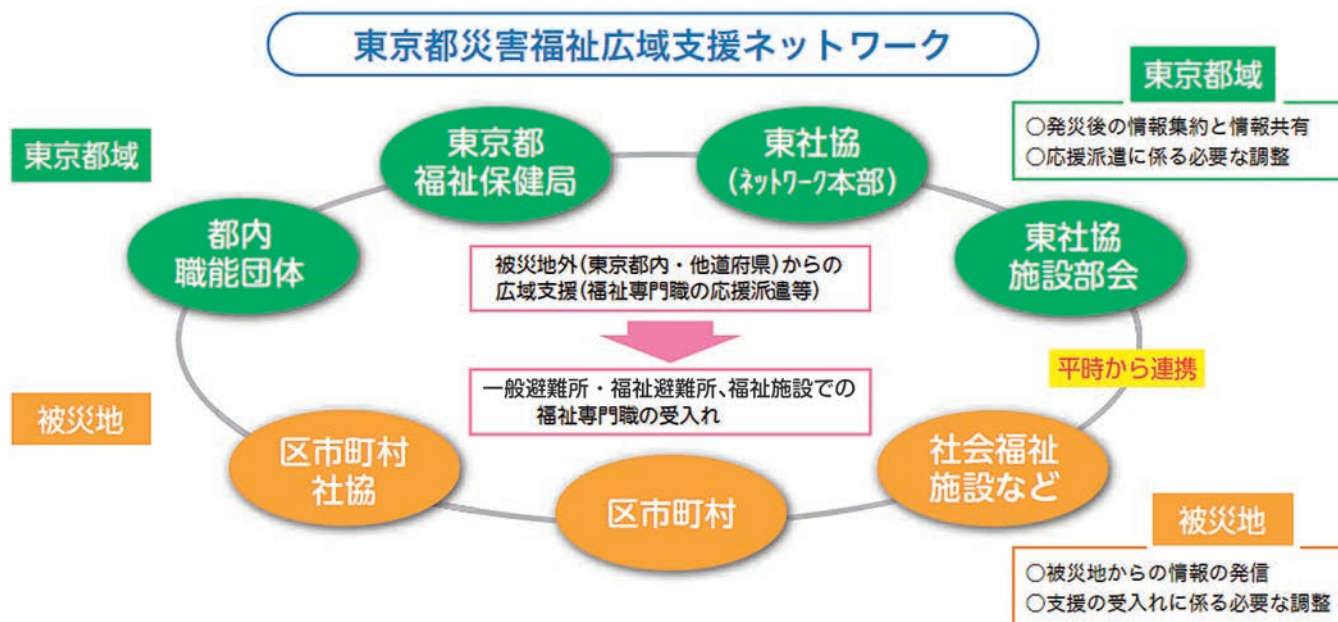 東京都災害福祉広域支援ネットワーク
東京都域
○発災後の情報集約と情報共有
○応援派遣に係る必要な調整
東京都域
東京都
福祉保健局
東社協
(ネットワーク本部)
都内
職能団体
東社協
施設部会
被災地外(東京都内・他道府県)からの
広域支援(福祉専門職の応援派遣等)
平時から連携
一般避難所・福祉避難所、福祉施設での
福祉専門職の受入れ
被災地
区市町村
社協
区市町村
社会福祉
施設など
被災地
○被災地からの情報の発信
○支援の受入れに係る必要な調整